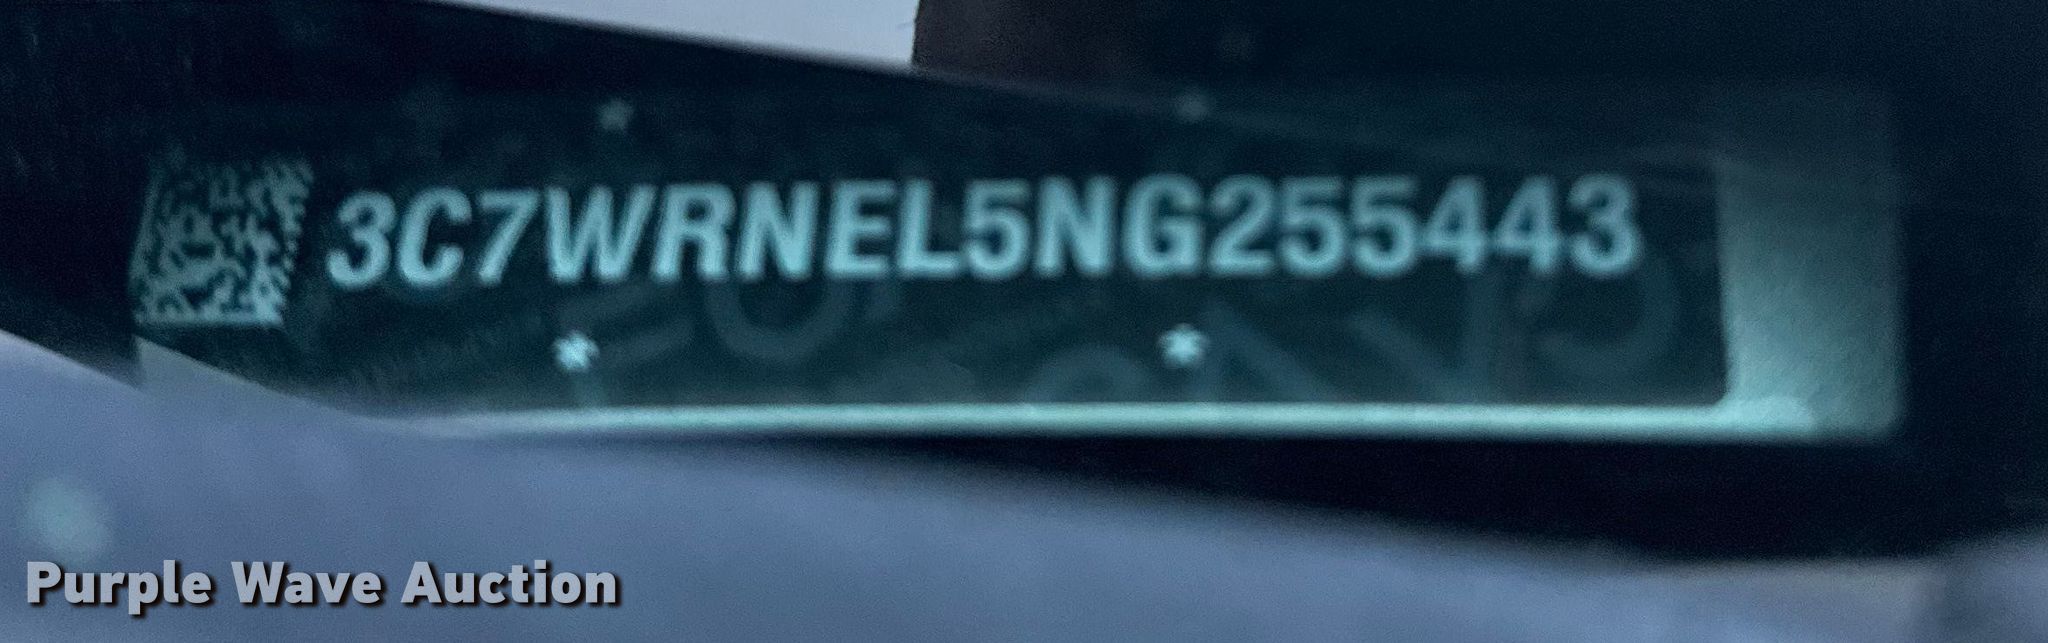 3C7WRNEL5NG255443
Purple Wave Auction